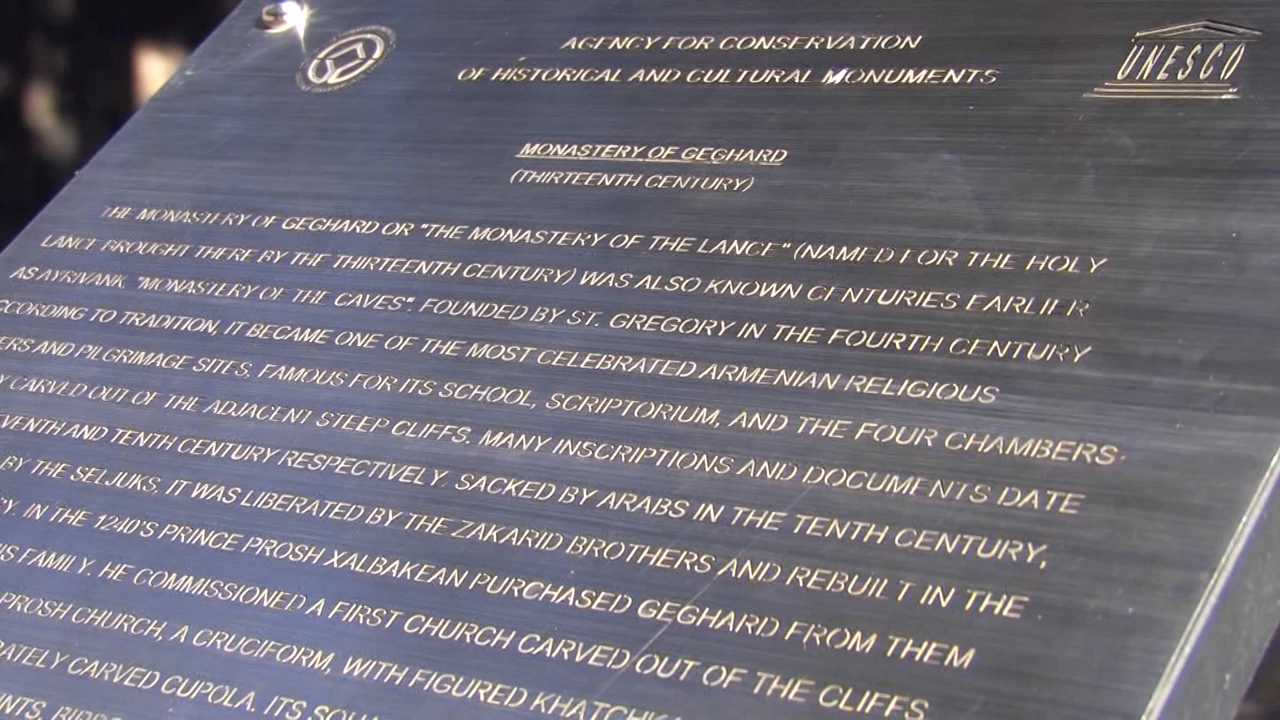 AGENCY FOR CONSERVATION
OF HISTORICAL AND CULTURAL MONUMENTS
UNESCO
MONASTERY OF GEGHARD
(THIRTEENTH CENTURY)
THE MONASTERY OF GEGHARD OR "THE MONASTERY OF THE LANCE" (NAMED FOR THE HOLY
LANCE BROUGHT THERE BY THE THIRTEENTH CENTURY) WAS ALSO KNOWN CENTURIES EARLIER
AS AYRIVANK, "MONASTERY OF THE CAVES". FOUNDED BY ST. GREGORY IN THE FOURTH CENTURY
CCORDING TO TRADITION, IT BECAME ONE OF THE MOST CELEBRATED ARMENIAN RELIGIOUS
ERS AND PILGRIMAGE SITES, FAMOUS FOR ITS SCHOOL, SCRIPTORIUM, AND THE FOUR CHAMBERS
Y CARVED OUT OF THE ADJACENT STEEP CLIFFS. MANY INSCRIPTIONS AND DOCUMENTS DATE
EVENTH AND TENTH CENTURY RESPECTIVELY. SACKED BY ARABS IN THE TENTH CENTURY,
BY THE SELJUKS, IT WAS LIBERATED BY THE ZAKARID BROTHERS AND REBUILT IN THE
Y. IN THE 1240'S PRINCE PROSH XALBAKEAN PURCHASED GEGHARD FROM THEM
IS FAMILY. HE COMMISSIONED A FIRST CHURCH CARVED OUT OF THE CLIFFS
PROSH CHURCH, A CRUCIFORM, WITH FIGURED KHATCHKA
RATELY CARVED CUPOLA. ITS